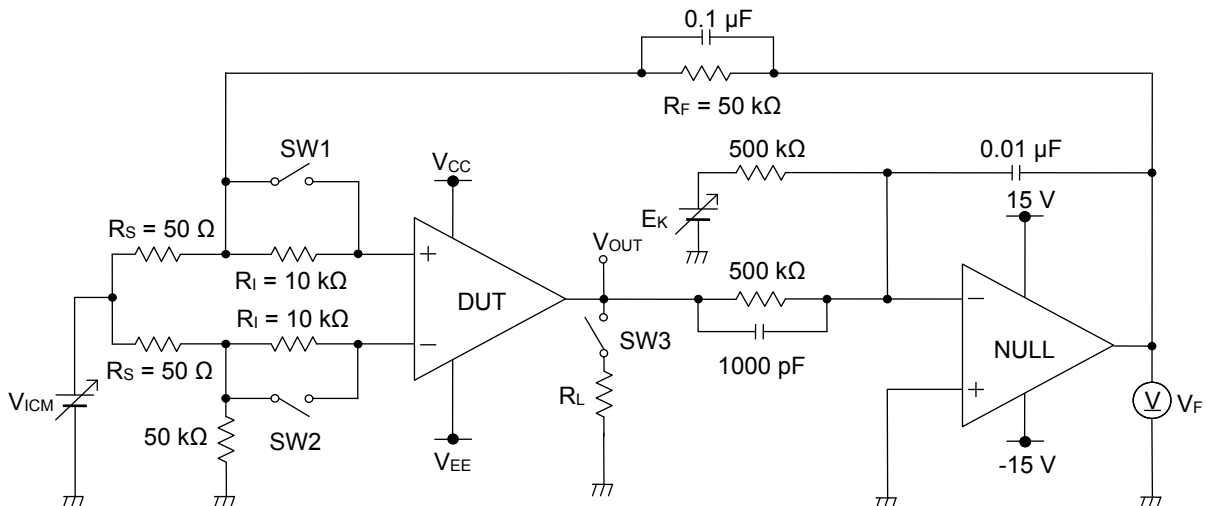 0.1 µF
RF = 50 kΩ
SW1
VCC
500 kΩ
0.01 µF
15 V
EK
RS = 50 Ω
RI = 10 kΩ
+
VOUT
DUT
500 kΩ
−
NULL
RI = 10 kΩ
−
SW3
1000 pF
RS = 50 Ω
VICM
RL
+
V
VF
50 kΩ
SW2
VEE
-15 V